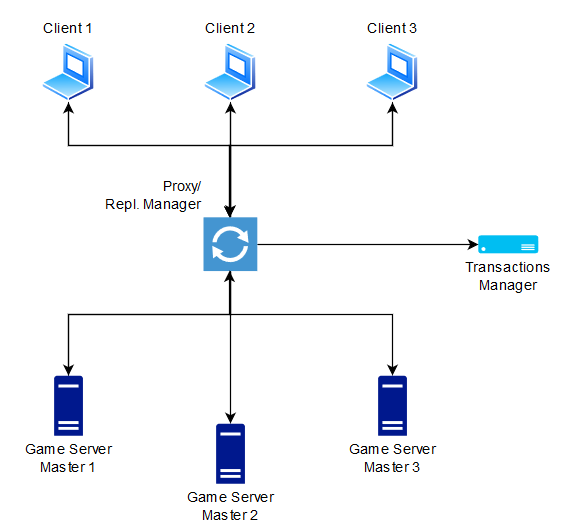 Client 1
Client 2
Client 3
Proxy/
Repl. Manager
Transactions
Manager
Game Server
Master 1
Game Server
Master 2
Game Server
Master 3